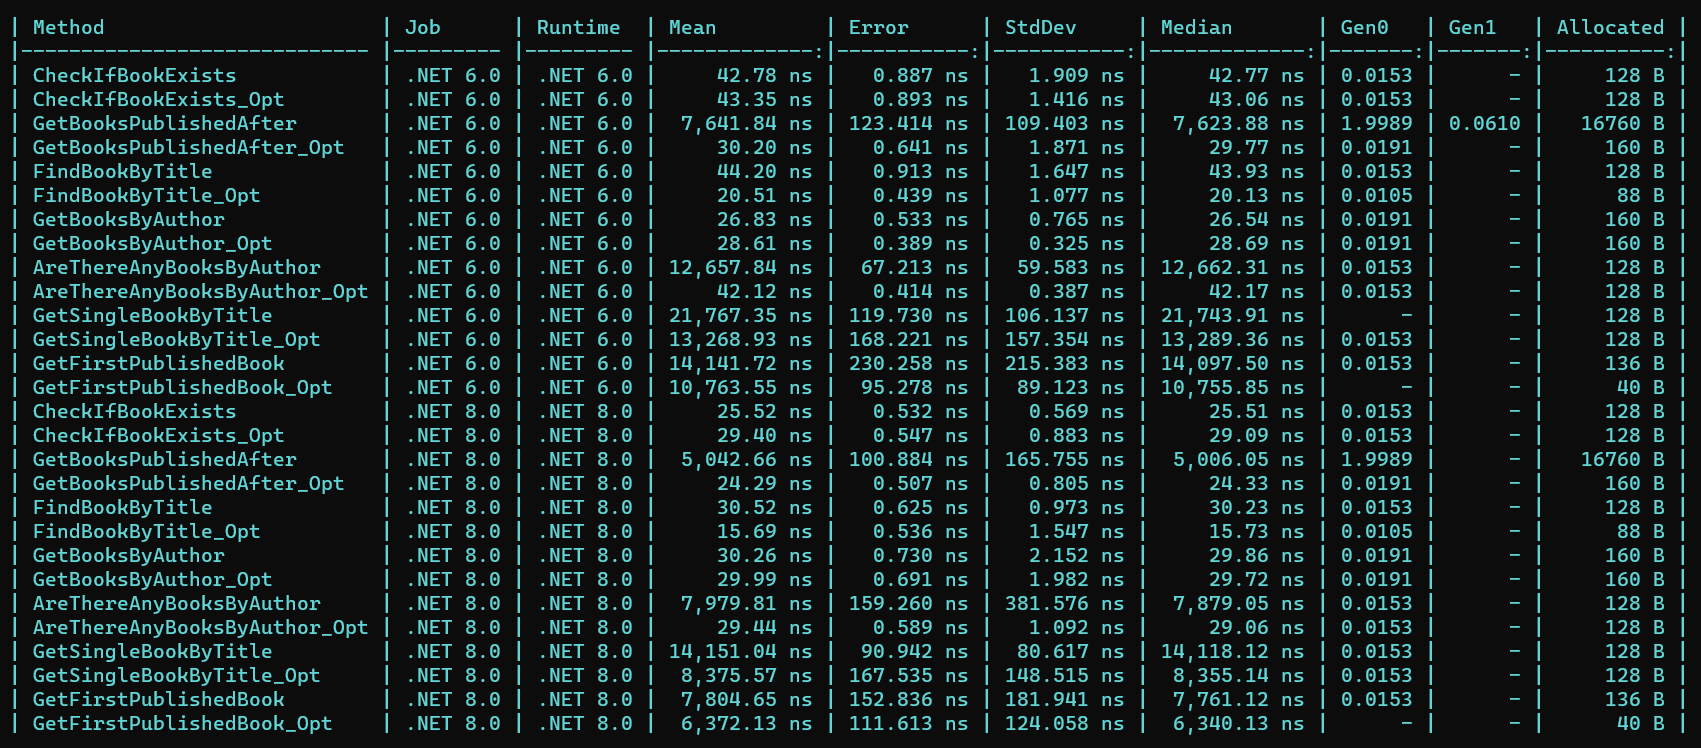 | Method                      | Job      | Runtime  | Mean         | Error      | StdDev     | Median       | Gen0   | Gen1   | Allocated |
|---------------------------- |--------- |--------- |-------------:|-----------:|-----------:|-------------:|-------:|-------:|----------:|
| CheckIfBookExists           | .NET 6.0 | .NET 6.0 |     42.78 ns |   0.887 ns |   1.909 ns |     42.77 ns | 0.0153 |      - |     128 B |
| CheckIfBookExists_Opt       | .NET 6.0 | .NET 6.0 |     43.35 ns |   0.893 ns |   1.416 ns |     43.06 ns | 0.0153 |      - |     128 B |
| GetBooksPublishedAfter      | .NET 6.0 | .NET 6.0 |  7,641.84 ns | 123.414 ns | 109.403 ns |  7,623.88 ns | 1.9989 | 0.0610 |   16760 B |
| GetBooksPublishedAfter_Opt  | .NET 6.0 | .NET 6.0 |     30.20 ns |   0.641 ns |   1.871 ns |     29.77 ns | 0.0191 |      - |     160 B |
| FindBookByTitle             | .NET 6.0 | .NET 6.0 |     44.20 ns |   0.913 ns |   1.647 ns |     43.93 ns | 0.0153 |      - |     128 B |
| FindBookByTitle_Opt         | .NET 6.0 | .NET 6.0 |     20.51 ns |   0.439 ns |   1.077 ns |     20.13 ns | 0.0105 |      - |      88 B |
| GetBooksByAuthor            | .NET 6.0 | .NET 6.0 |     26.83 ns |   0.533 ns |   0.765 ns |     26.54 ns | 0.0191 |      - |     160 B |
| GetBooksByAuthor_Opt        | .NET 6.0 | .NET 6.0 |     28.61 ns |   0.389 ns |   0.325 ns |     28.69 ns | 0.0191 |      - |     160 B |
| AreThereAnyBooksByAuthor    | .NET 6.0 | .NET 6.0 | 12,657.84 ns |  67.213 ns |  59.583 ns | 12,662.31 ns | 0.0153 |      - |     128 B |
| AreThereAnyBooksByAuthor_Opt | .NET 6.0 | .NET 6.0 |     42.12 ns |   0.414 ns |   0.387 ns |     42.17 ns | 0.0153 |      - |     128 B |
| GetSingleBookByTitle        | .NET 6.0 | .NET 6.0 | 21,767.35 ns | 119.730 ns | 106.137 ns | 21,743.91 ns |      - |      - |     128 B |
| GetSingleBookByTitle_Opt    | .NET 6.0 | .NET 6.0 | 13,268.93 ns | 168.221 ns | 157.354 ns | 13,289.36 ns | 0.0153 |      - |     128 B |
| GetFirstPublishedBook       | .NET 6.0 | .NET 6.0 | 14,141.72 ns | 230.258 ns | 215.383 ns | 14,097.50 ns | 0.0153 |      - |     136 B |
| GetFirstPublishedBook_Opt   | .NET 6.0 | .NET 6.0 | 10,763.55 ns |  95.278 ns |  89.123 ns | 10,755.85 ns |      - |      - |      40 B |
| CheckIfBookExists           | .NET 8.0 | .NET 8.0 |     25.52 ns |   0.532 ns |   0.569 ns |     25.51 ns | 0.0153 |      - |     128 B |
| CheckIfBookExists_Opt       | .NET 8.0 | .NET 8.0 |     29.40 ns |   0.547 ns |   0.883 ns |     29.09 ns | 0.0153 |      - |     128 B |
| GetBooksPublishedAfter      | .NET 8.0 | .NET 8.0 |  5,042.66 ns | 100.884 ns | 165.755 ns |  5,006.05 ns | 1.9989 |      - |   16760 B |
| GetBooksPublishedAfter_Opt  | .NET 8.0 | .NET 8.0 |     24.29 ns |   0.507 ns |   0.805 ns |     24.33 ns | 0.0191 |      - |     160 B |
| FindBookByTitle             | .NET 8.0 | .NET 8.0 |     30.52 ns |   0.625 ns |   0.973 ns |     30.23 ns | 0.0153 |      - |     128 B |
| FindBookByTitle_Opt         | .NET 8.0 | .NET 8.0 |     15.69 ns |   0.536 ns |   1.547 ns |     15.73 ns | 0.0105 |      - |      88 B |
| GetBooksByAuthor            | .NET 8.0 | .NET 8.0 |     30.26 ns |   0.730 ns |   2.152 ns |     29.86 ns | 0.0191 |      - |     160 B |
| GetBooksByAuthor_Opt        | .NET 8.0 | .NET 8.0 |     29.99 ns |   0.691 ns |   1.982 ns |     29.72 ns | 0.0191 |      - |     160 B |
| AreThereAnyBooksByAuthor    | .NET 8.0 | .NET 8.0 |  7,979.81 ns | 159.260 ns | 381.576 ns |  7,879.05 ns | 0.0153 |      - |     128 B |
| AreThereAnyBooksByAuthor_Opt | .NET 8.0 | .NET 8.0 |     29.44 ns |   0.589 ns |   1.092 ns |     29.06 ns | 0.0153 |      - |     128 B |
| GetSingleBookByTitle        | .NET 8.0 | .NET 8.0 | 14,151.04 ns |  90.942 ns |  80.617 ns | 14,118.12 ns | 0.0153 |      - |     128 B |
| GetSingleBookByTitle_Opt    | .NET 8.0 | .NET 8.0 |  8,375.57 ns | 167.535 ns | 148.515 ns |  8,355.14 ns | 0.0153 |      - |     128 B |
| GetFirstPublishedBook       | .NET 8.0 | .NET 8.0 |  7,804.65 ns | 152.836 ns | 181.941 ns |  7,761.12 ns | 0.0153 |      - |     136 B |
| GetFirstPublishedBook_Opt   | .NET 8.0 | .NET 8.0 |  6,372.13 ns | 111.613 ns | 124.058 ns |  6,340.13 ns |      - |      - |      40 B |